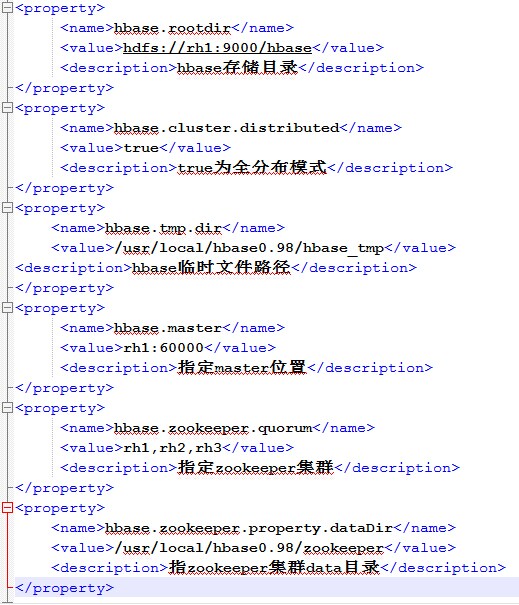 <property>
<name>hbase.rootdir</name>
<value>hdfs://rh1:9000/hbase</value>
<description>hbase存储目录</description>
</property>
<property>
<name>hbase.cluster.distributed</name>
<value>true</value>
<description>true为全分布模式</description>
</property>
<property>
<name>hbase.tmp.dir</name>
<value>/usr/local/hbase0.98/hbase_tmp</value>
<description>hbase临时文件路径</description>
</property>
<property>
<name>hbase.master</name>
<value>rh1:60000</value>
<description>指定master位置</description>
</property>
<property>
<name>hbase.zookeeper.quorum</name>
<value>rh1,rh2,rh3</value>
<description>指定zookeeper集群</description>
</property>
<property>
<name>hbase.zookeeper.property.dataDir</name>
<value>/usr/local/hbase0.98/zookeeper</value>
<description>指zookeeper集群data目录</description>
</property>